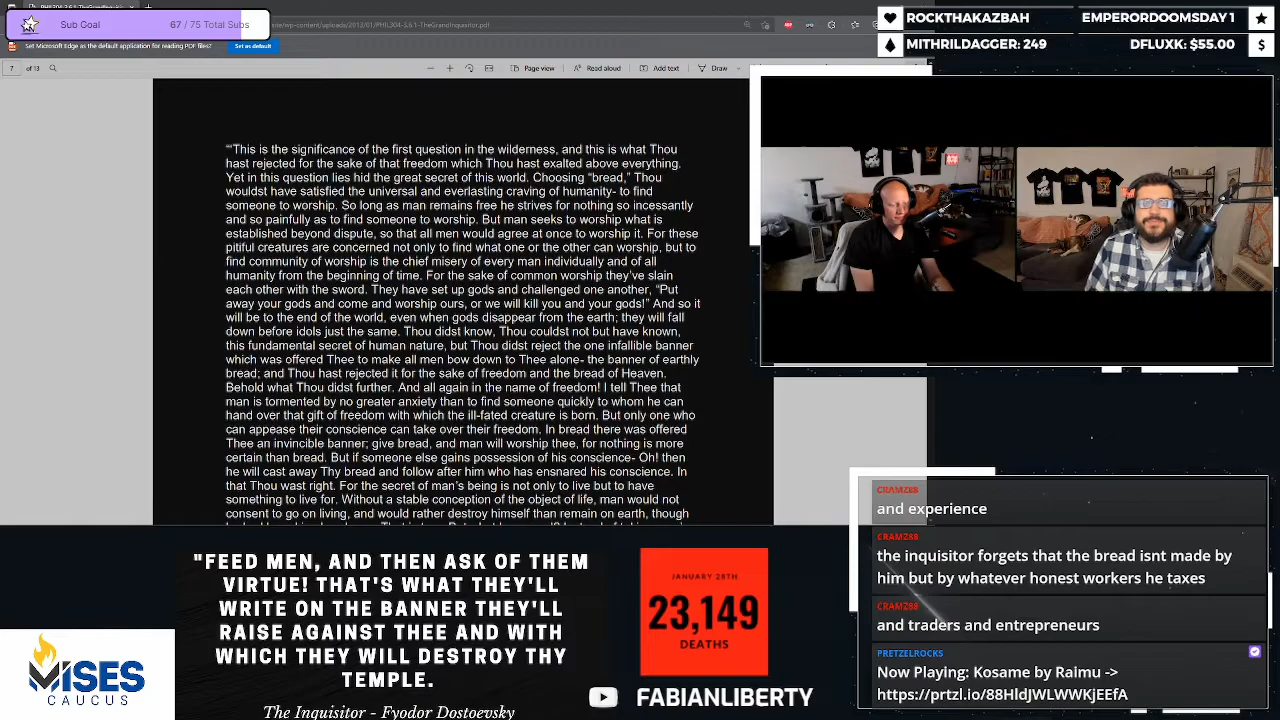 Sub Goal 67 / 75 Total Subs
/wp-content/uploads/2012/01/PHIL304-3.6.1-TheGrandInquisitor.pdf
Set Microsoft Edge as the default application for reading PDF files? Set as default
7 of 13 Page view Read aloud Add text Draw
ROCKTHAKAZBAH EMPERORDOOMSDAY 1
MITHRILDAGGER: 249 DFLUXK: $55.00
"“This is the significance of the first question in the wilderness, and this is what Thou
hast rejected for the sake of that freedom which Thou hast exalted above everything.
Yet in this question lies hid the great secret of this world. Choosing “bread,” Thou
wouldst have satisfied the universal and everlasting craving of humanity- to find
someone to worship. So long as man remains free he strives for nothing so incessantly
and so painfully as to find someone to worship. But man seeks to worship what is
established beyond dispute, so that all men would agree at once to worship it. For these
pitiful creatures are concerned not only to find what one or the other can worship, but to
find community of worship is the chief misery of every man individually and of all
humanity from the beginning of time. For the sake of common worship they've slain
each other with the sword. They have set up gods and challenged one another, “Put
away your gods and come and worship ours, or we will kill you and your gods!” And so it
will be to the end of the world, even when gods disappear from the earth; they will fall
down before idols just the same. Thou didst know, Thou couldst not but have known,
this fundamental secret of human nature, but Thou didst reject the one infallible banner
which was offered Thee to make all men bow down to Thee alone- the banner of earthly
bread; and Thou hast rejected it for the sake of freedom and the bread of Heaven.
Behold what Thou didst further. And all again in the name of freedom! I tell Thee that
man is tormented by no greater anxiety than to find someone quickly to whom he can
hand over that gift of freedom with which the ill-fated creature is born. But only one who
can appease their conscience can take over their freedom. In bread there was offered
Thee an invincible banner; give bread, and man will worship thee, for nothing is more
certain than bread. But if someone else gains possession of his conscience- Oh! then
he will cast away Thy bread and follow after him who has ensnared his conscience. In
that Thou wast right. For the secret of man's being is not only to live but to have
something to live for. Without a stable conception of the object of life, man would not
consent to go on living, and would rather destroy himself than remain on earth, though
CRAMZ88
and experience
CRAMZ88
the inquisitor forgets that the bread isnt made by
him but by whatever honest workers he taxes
CRAMZ88
and traders and entrepreneurs
PRETZELROCKS
Now Playing: Kosame by Raimu ->
https://prtzl.io/88HldJWLWWKjEEfA
"FEED MEN, AND THEN ASK OF THEM
VIRTUE! THAT'S WHAT THEY'LL
WRITE ON THE BANNER THEY'LL
RAISE AGAINST THEE AND WITH
WHICH THEY WILL DESTROY THY
TEMPLE.
The Inquisitor - Fyodor Dostoevsky
JANUARY 28TH
23,149
DEATHS
MISES
CAUCUS
FABIANLIBERTY